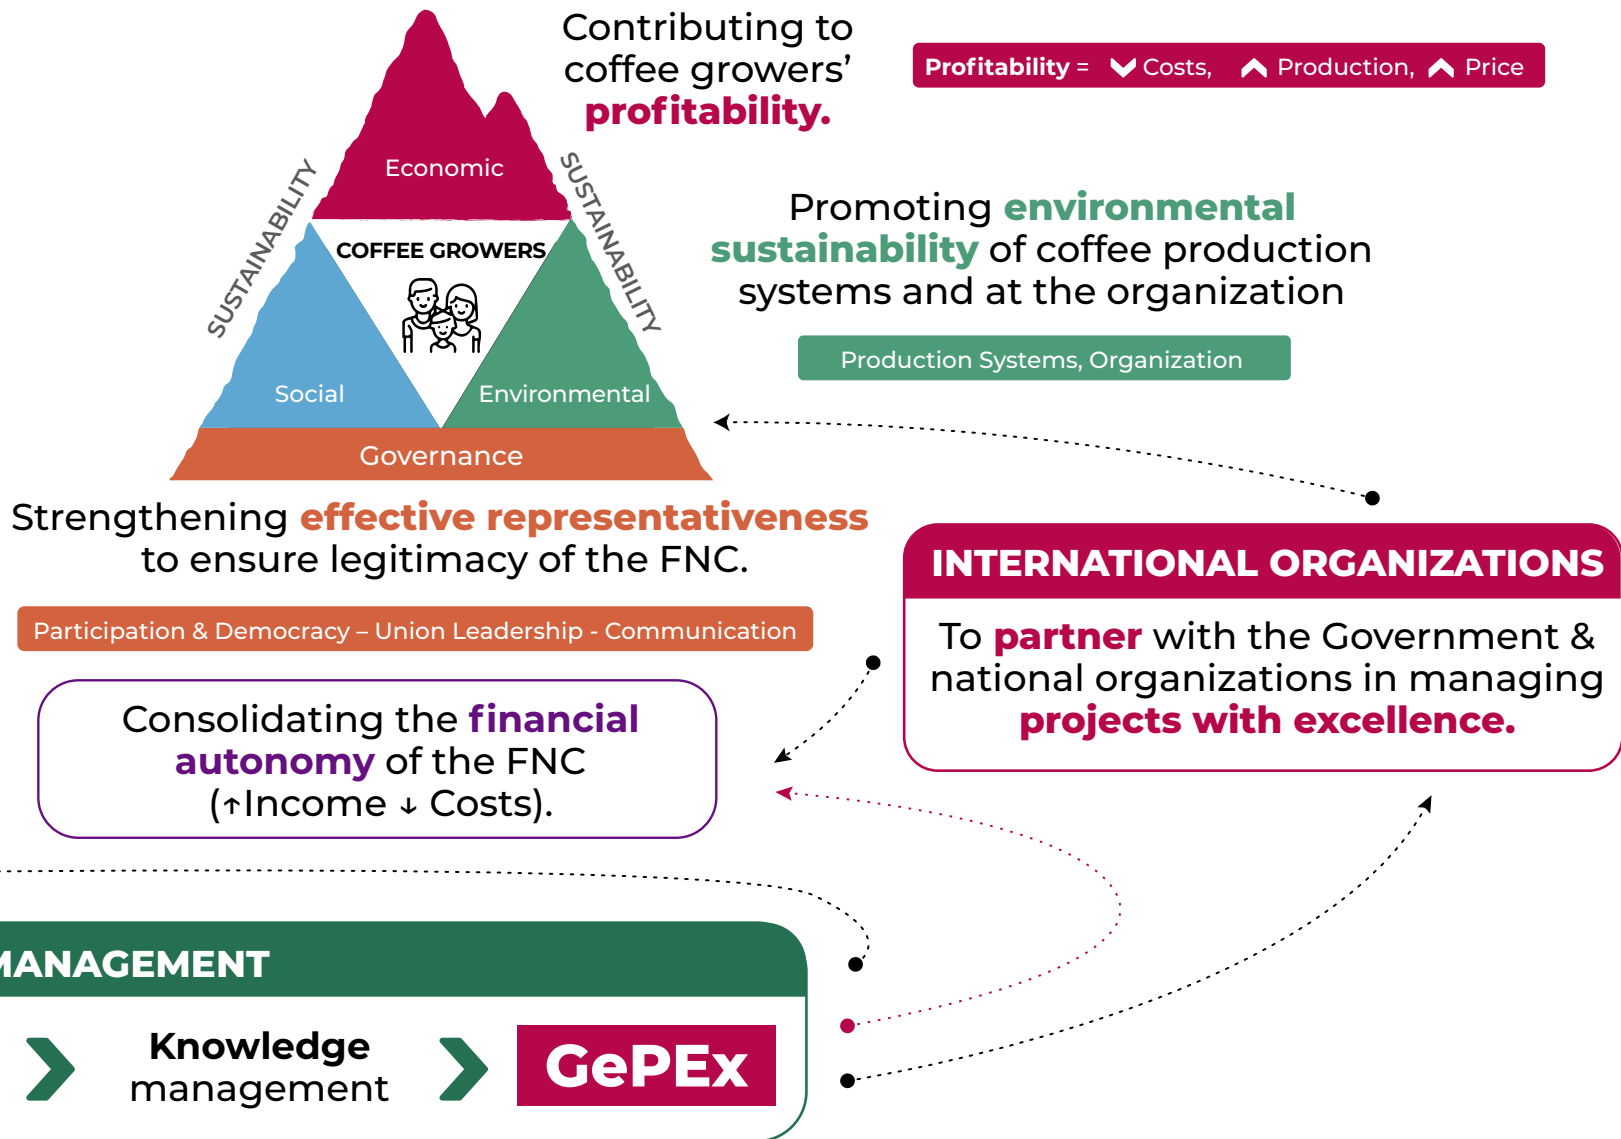 Contributing to
coffee growers’
profitability.
Profitability = Costs, Production, Price
Economic
SUSTAINABILITY
SUSTAINABILITY
COFFEE GROWERS
Social
Environmental
Governance
Promoting environmental
sustainability of coffee production
systems and at the organization
Production Systems, Organization
Strengthening effective representativeness
to ensure legitimacy of the FNC.
Participation & Democracy – Union Leadership - Communication
INTERNATIONAL ORGANIZATIONS
To partner with the Government &
national organizations in managing
projects with excellence.
Consolidating the financial
autonomy of the FNC
(↑Income ↓ Costs).
MANAGEMENT
Knowledge
management
GePEx